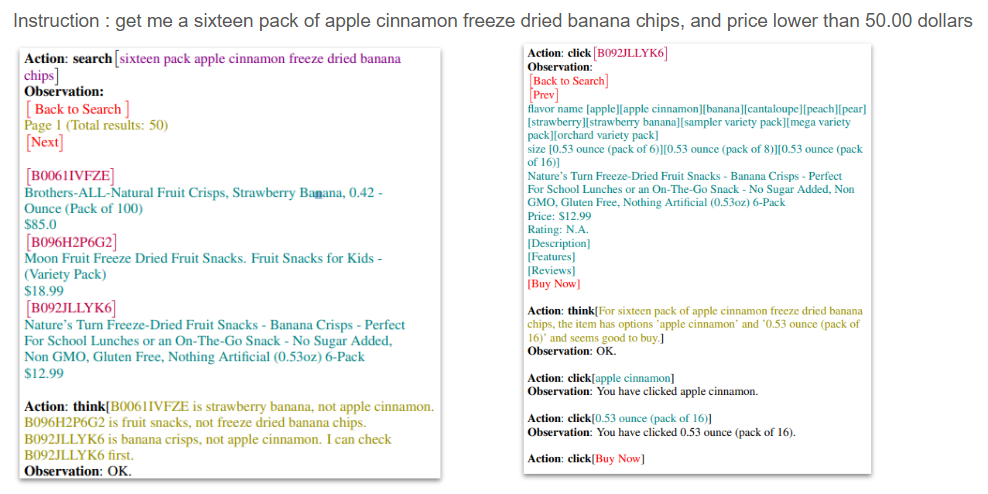 Instruction : get me a sixteen pack of apple cinnamon freeze dried banana chips, and price lower than 50.00 dollars
Action: search[sixteen pack apple cinnamon freeze dried banana
chips]
Observation:
[ Back to Search ]
Page 1 (Total results: 50)
[Next]
[B0061IVFZE]
Brothers-ALL-Natural Fruit Crisps, Strawberry Banana, 0.42 -
Ounce (Pack of 100)
$85.0
[B096H2P6G2]
Moon Fruit Freeze Dried Fruit Snacks. Fruit Snacks for Kids -
(Variety Pack)
$18.99
[B092JLLYK6]
Nature's Turn Freeze-Dried Fruit Snacks - Banana Crisps - Perfect
For School Lunches or an On-The-Go Snack - No Sugar Added,
Non GMO, Gluten Free, Nothing Artificial (0.53oz) 6-Pack
$12.99
Action: think[B0061IVFZE is strawberry banana, not apple cinnamon.
B096H2P6G2 is fruit snacks, not freeze dried banana chips.
B092JLLYK6 is banana crisps, not apple cinnamon. I can check
B092JLLYK6 first.
Observation: OK.
Action: click[B092JLLYK6]
Observation:
[Back to Search]
[Prev]
flavor name [apple][apple cinnamon][banana][cantaloupe][peach][pear]
[strawberry][strawberry banana][sampler variety pack][mega variety
pack][orchard variety pack]
size [0.53 ounce (pack of 6)][0.53 ounce (pack of 8)][0.53 ounce (pack
of 16)]
Nature's Turn Freeze-Dried Fruit Snacks - Banana Crisps - Perfect
For School Lunches or an On-The-Go Snack - No Sugar Added, Non
GMO, Gluten Free, Nothing Artificial (0.53oz) 6-Pack
Price: $12.99
Rating: N.A.
[Description]
[Features]
[Reviews]
[Buy Now]
Action: think[For sixteen pack of apple cinnamon freeze dried banana
chips, the item has options 'apple cinnamon' and '0.53 ounce (pack of
16)' and seems good to buy.]
Observation: OK.
Action: click[apple cinnamon]
Observation: You have clicked apple cinnamon.
Action: click[0.53 ounce (pack of 16)]
Observation: You have clicked 0.53 ounce (pack of 16).
Action: click[Buy Now]